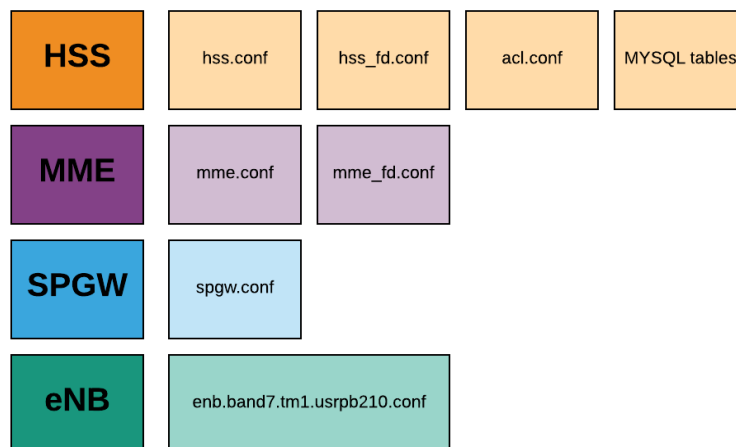 HSS
hss.conf
hss_fd.conf
acl.conf
MYSQL tables
MME
mme.conf
mme_fd.conf
SPGW
spgw.conf
eNB
enb.band7.tm1.usrpb210.conf